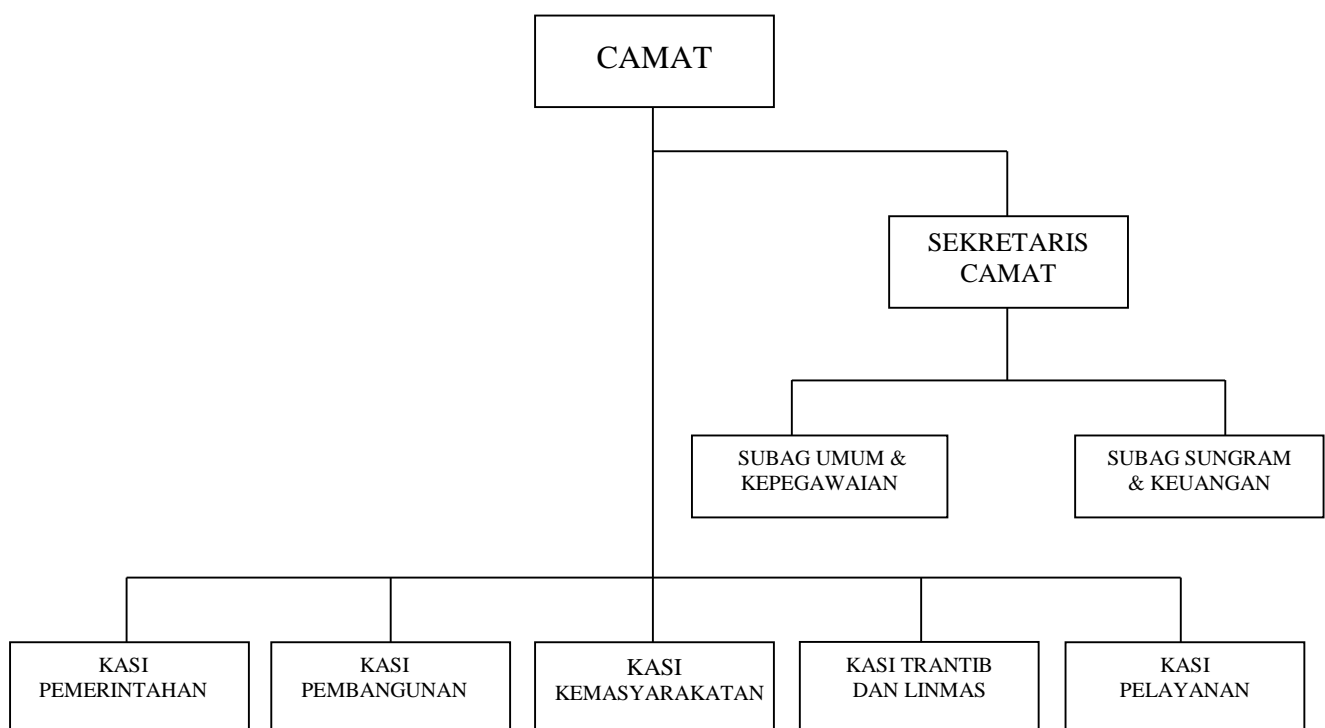 CAMAT
SEKRETARIS
CAMAT
SUBAG UMUM &
KEPEGAWAIAN
SUBAG SUNGRAM
& KEUANGAN
KASI
PEMERINTAHAN
KASI
PEMBANGUNAN
KASI
KEMASYARAKATAN
KASI TRANTIB
DAN LINMAS
KASI
PELAYANAN